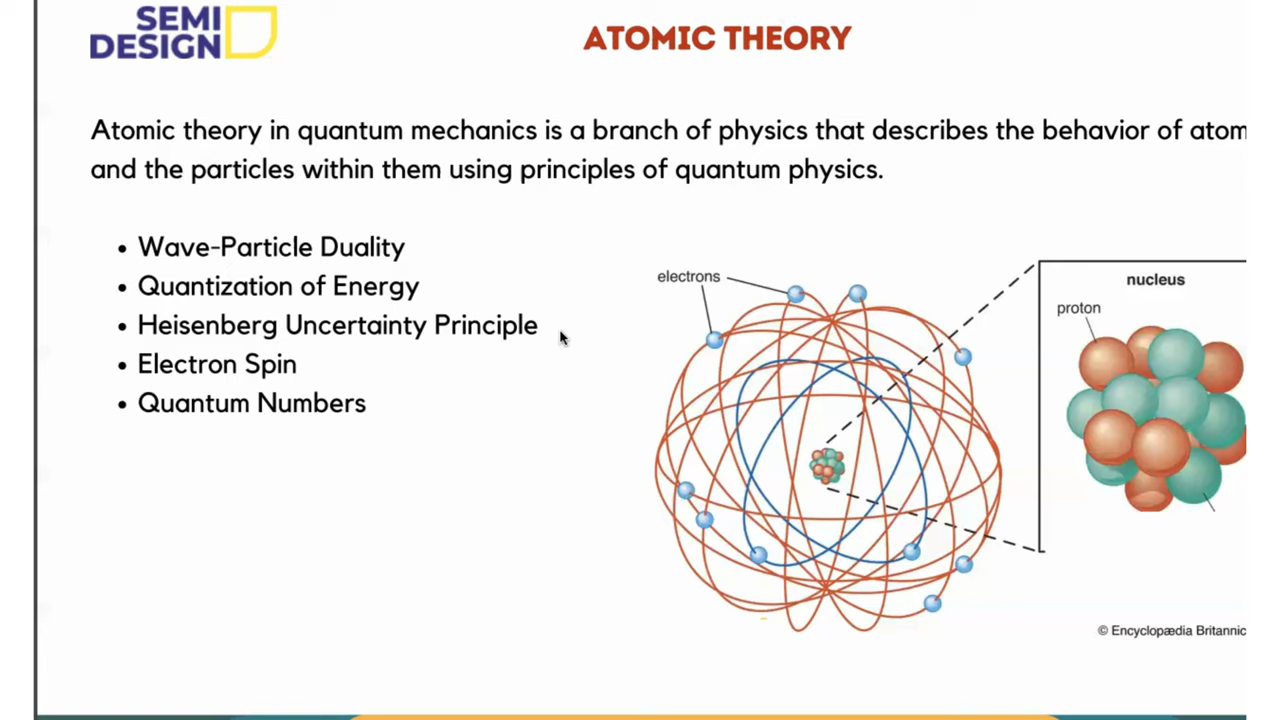 SEMI
DESIGN
ATOMIC THEORY
Atomic theory in quantum mechanics is a branch of physics that describes the behavior of atom
and the particles within them using principles of quantum physics.
• Wave-Particle Duality
• Quantization of Energy
• Heisenberg Uncertainty Principle
• Electron Spin
• Quantum Numbers
electrons
nucleus
proton
© Encyclopædia Britannic